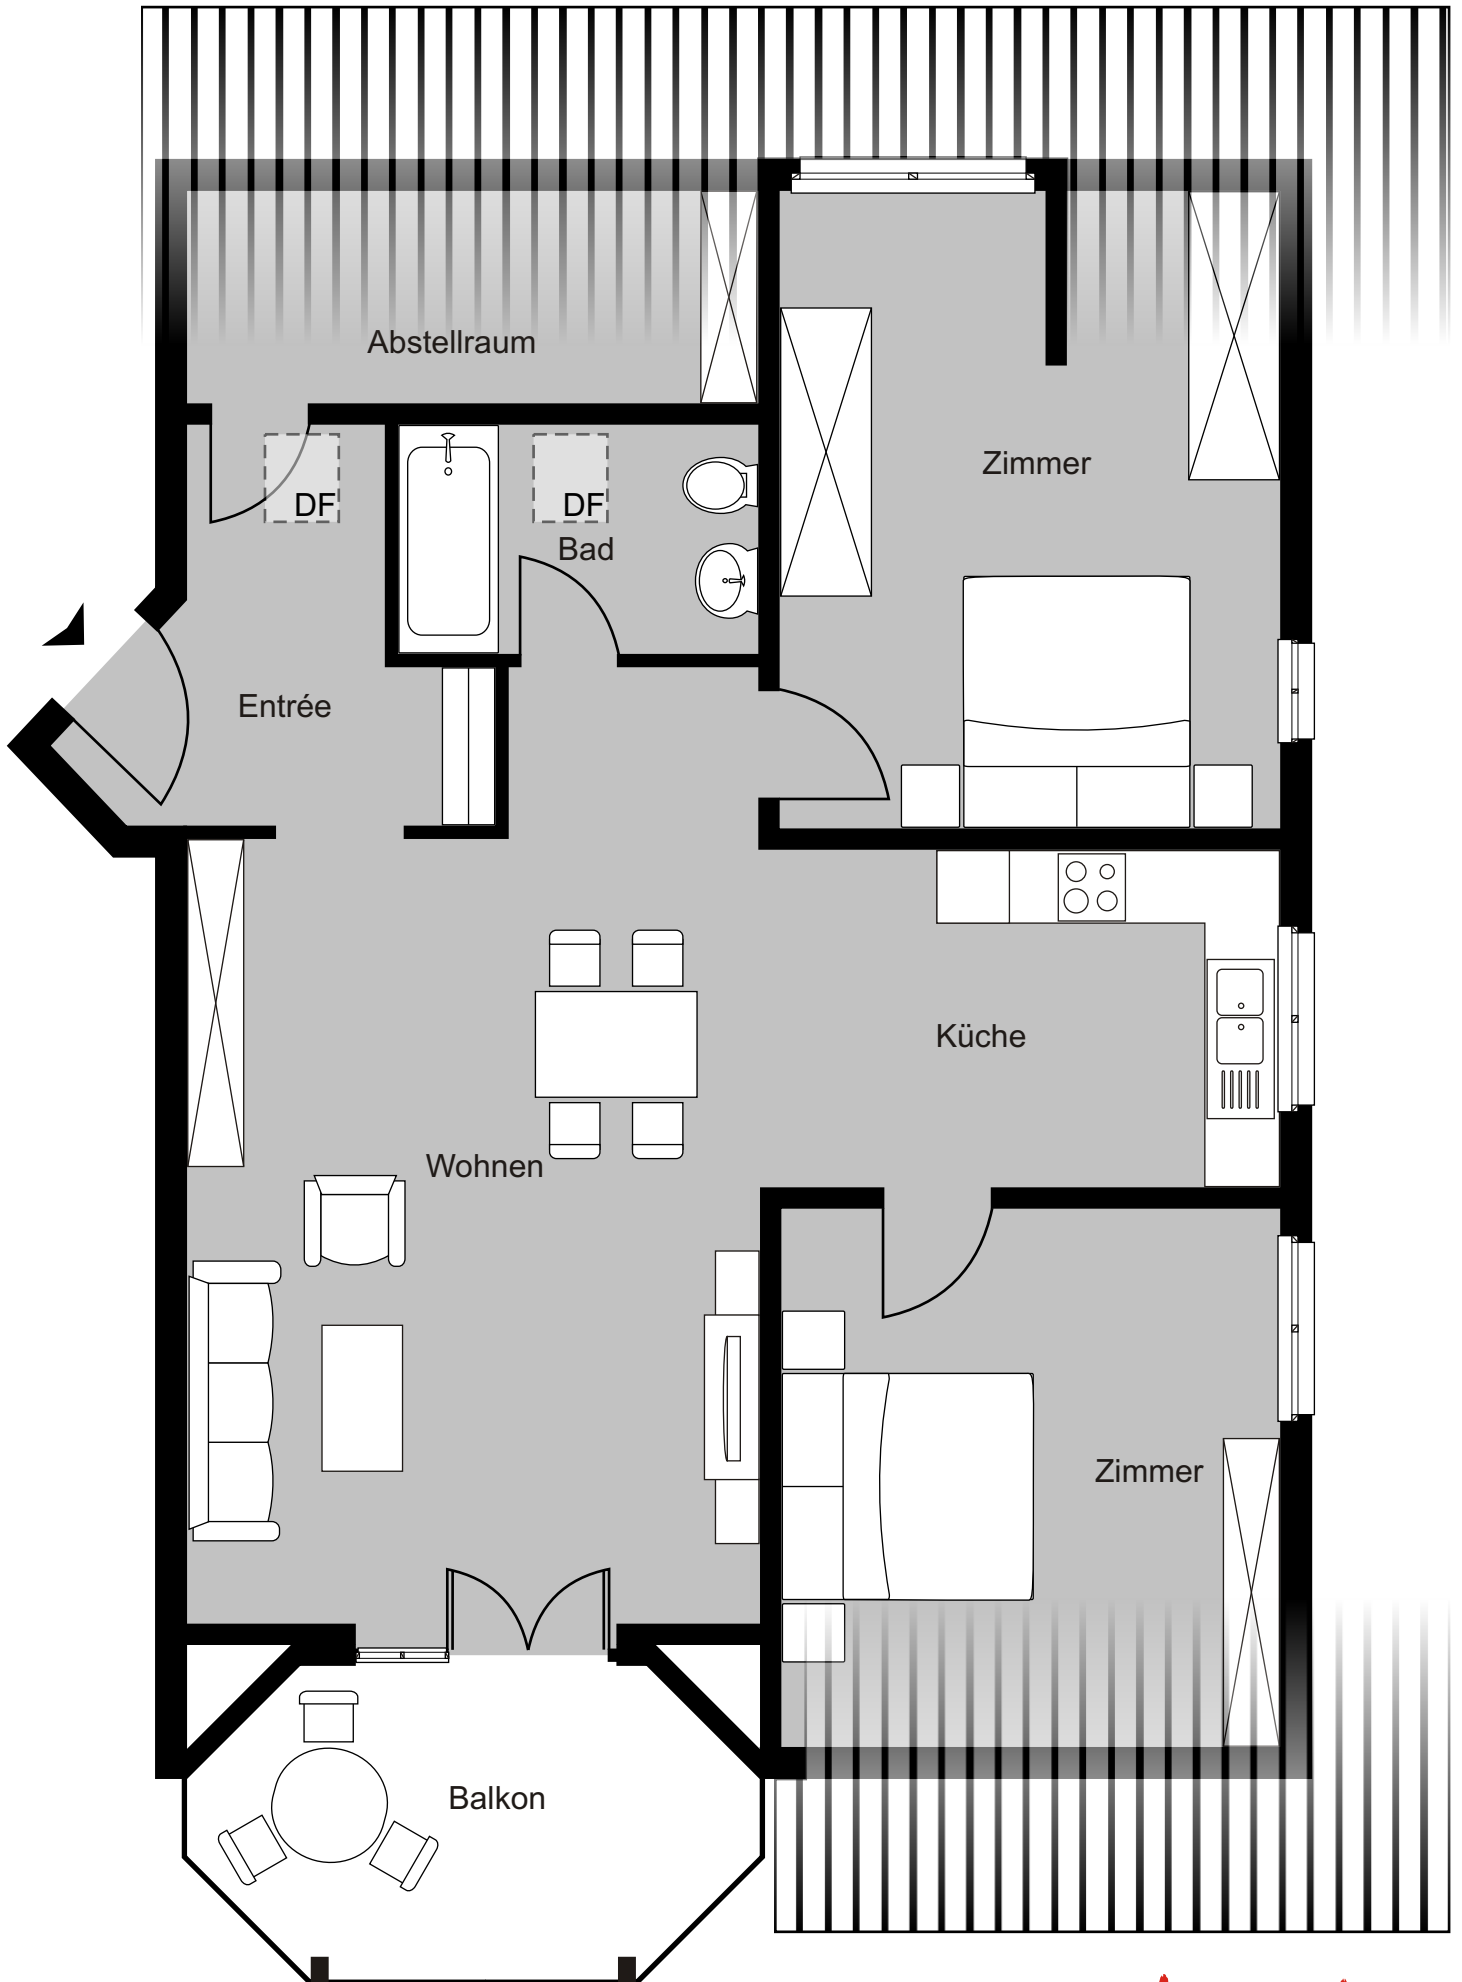 Abstellraum
Zimmer
DF
DF
Bad
Entrée
Küche
Wohnen
Zimmer
Balkon